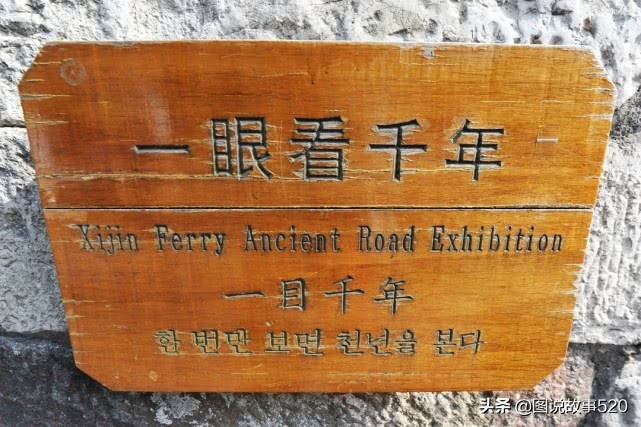 一眼看千年
Xijin Ferry Ancient Road Exhibition
一目千年
한 번만 보면 천년을 본다
头条 @图说故事520